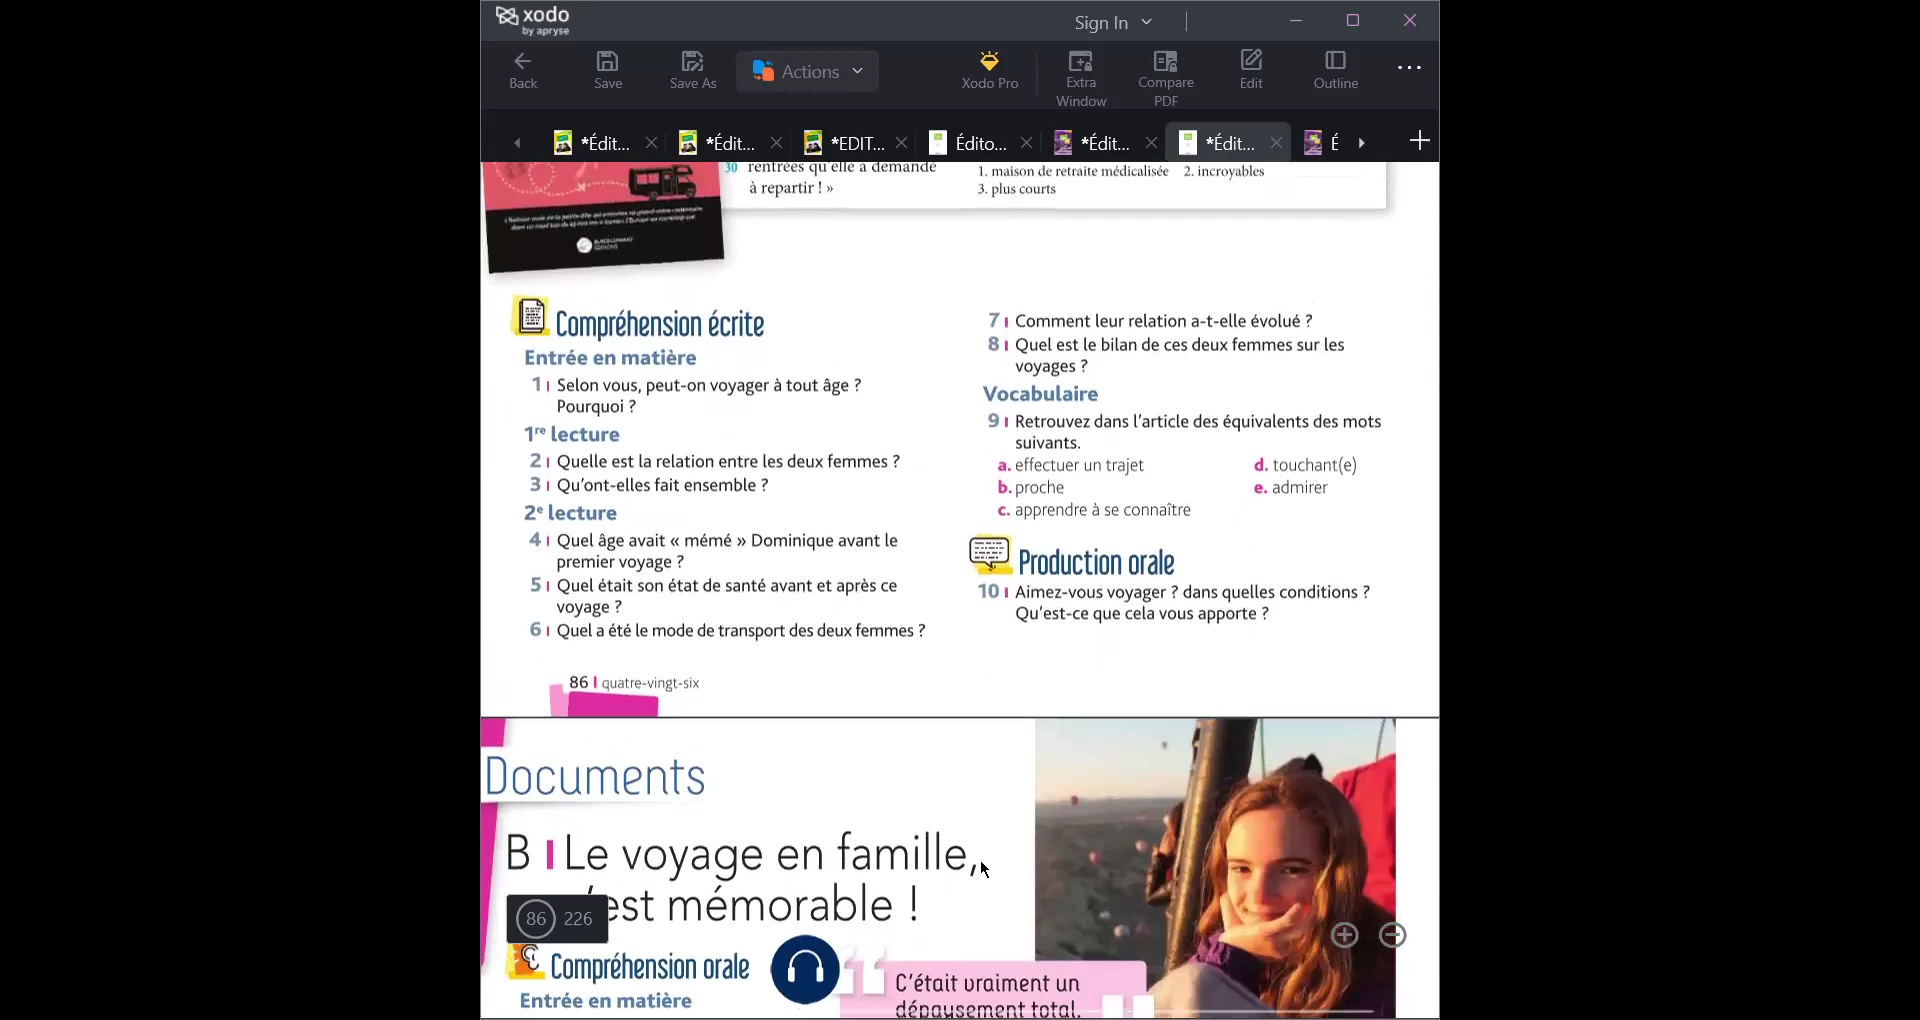 xodo
by apryse
Sign In
Back
Save
Save As
Actions
Xodo Pro
Extra
Window
Compare
PDF
Edit
Outline
*Édit...
*Édit...
*EDIT...
Édito...
*Édit...
*Édit...
É
30 rentrées qu'elle a demandé
à repartir ! »
1. maison de retraite médicalisée 2. incroyables
3. plus courts
Compréhension écrite
Entrée en matière
1 Selon vous, peut-on voyager à tout âge ?
Pourquoi ?
1re lecture
2 Quelle est la relation entre les deux femmes ?
3 Qu'ont-elles fait ensemble ?
2e lecture
4 Quel âge avait « mémé » Dominique avant le
premier voyage ?
5 Quel était son état de santé avant et après ce
voyage ?
6 Quel a été le mode de transport des deux femmes ?
7 Comment leur relation a-t-elle évolué ?
8 Quel est le bilan de ces deux femmes sur les
voyages ?
Vocabulaire
9 Retrouvez dans l'article des équivalents des mots
suivants.
a. effectuer un trajet
d. touchant(e)
b. proche
e. admirer
c. apprendre à se connaître
Production orale
10 Aimez-vous voyager ? dans quelles conditions ?
Qu'est-ce que cela vous apporte ?
86 quatre-vingt-six
Documents
B Le voyage en famille,
c'est mémorable !
86 226
Compréhension orale
Entrée en matière
C'était vraiment un
dépaysement total.